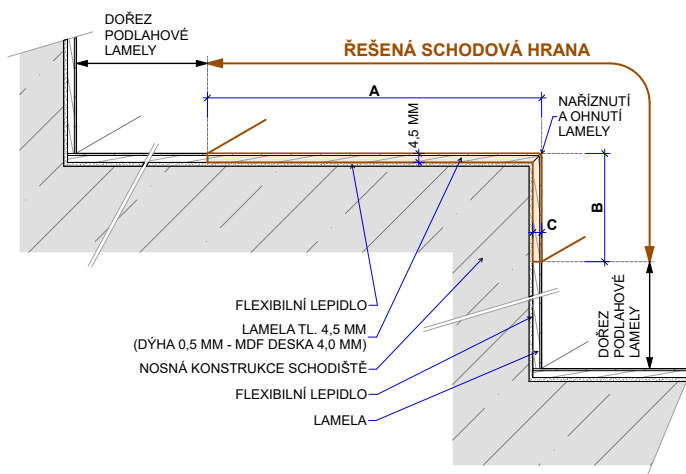 DOŘEZ
PODLAHOVÉ
LAMELY
ŘEŠENÁ SCHODOVÁ HRANA
A
NAŘÍZNUTÍ
A OHNUTÍ
LAMELY
4,5 MM
B
C
FLEXIBILNÍ LEPIDLO
LAMELA TL. 4,5 MM
(DÝHA 0,5 MM - MDF DESKA 4,0 MM)
NOSNÁ KONSTRUKCE SCHODIŠTĚ
FLEXIBILNÍ LEPIDLO
LAMELA
DOŘEZ
PODLAHOVÉ
LAMELY